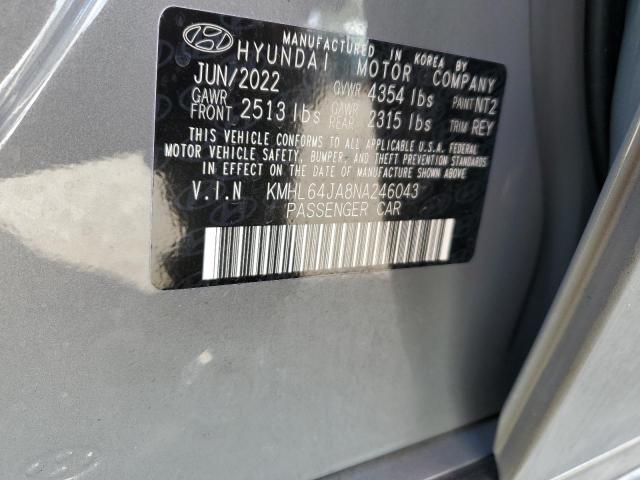 MANUFACTURED IN KOREA BY
HYUNDAI MOTOR COMPANY
JUN/2022 GVWR 4354 lbs PAINT NT2
GAWR FRONT 2513 lbs GAWR REAR 2315 lbs TRIM REY
THIS VEHICLE CONFORMS TO ALL APPLICABLE U.S.A. FEDERAL
MOTOR VEHICLE SAFETY, BUMPER, AND THEFT PREVENTION STANDARDS
IN EFFECT ON THE DATE OF MANUFACTURE SHOWN ABOVE.
V.I.N KMHL64JA8NA246043
PASSENGER CAR